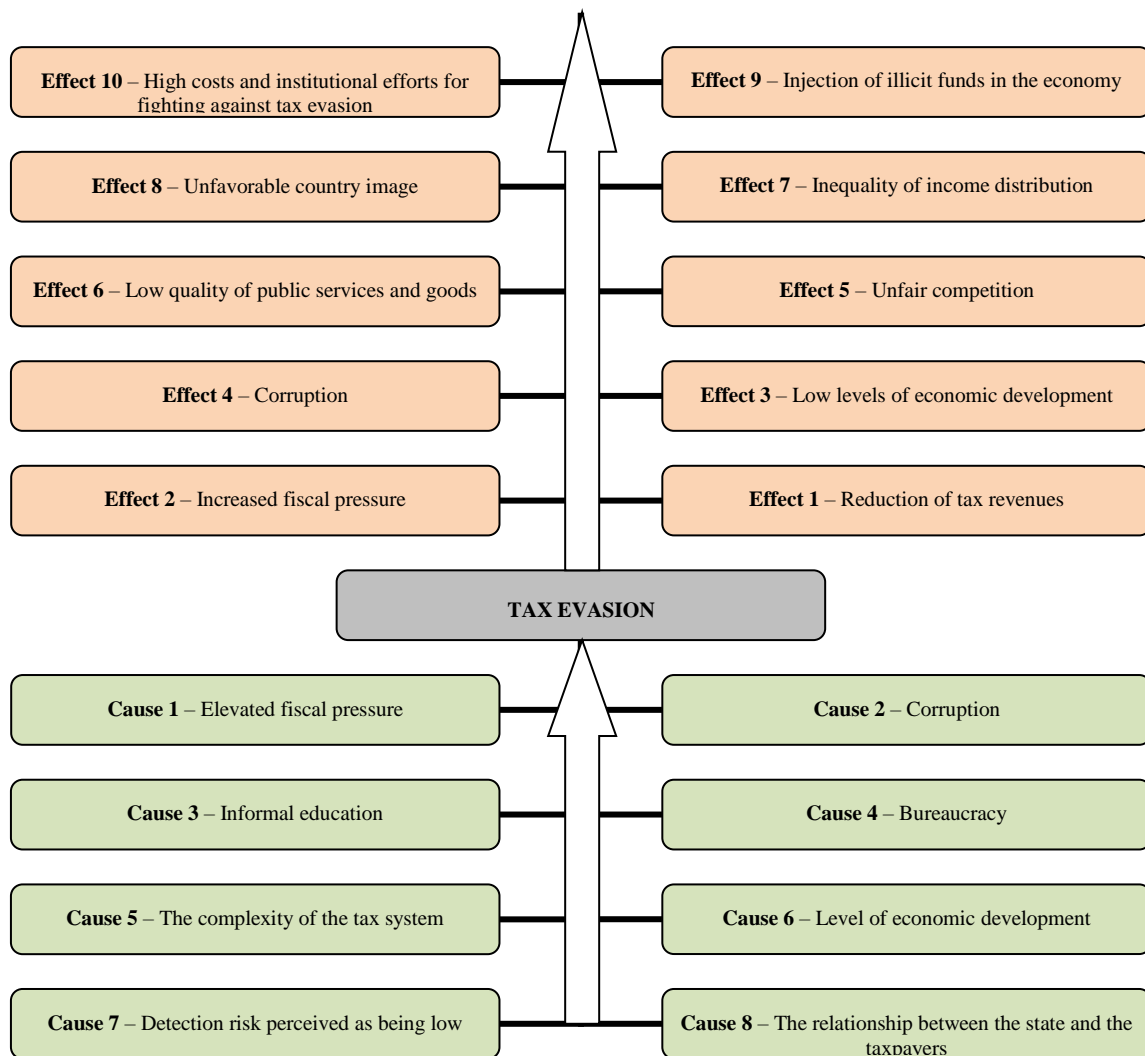 Effect 10 – High costs and institutional efforts for
fighting against tax evasion
Effect 9 – Injection of illicit funds in the economy
Effect 8 – Unfavorable country image
Effect 7 – Inequality of income distribution
Effect 6 – Low quality of public services and goods
Effect 5 – Unfair competition
Effect 4 – Corruption
Effect 3 – Low levels of economic development
Effect 2 – Increased fiscal pressure
Effect 1 – Reduction of tax revenues
TAX EVASION
Cause 1 – Elevated fiscal pressure
Cause 2 – Corruption
Cause 3 – Informal education
Cause 4 – Bureaucracy
Cause 5 – The complexity of the tax system
Cause 6 – Level of economic development
Cause 7 – Detection risk perceived as being low
Cause 8 – The relationship between the state and the
taxpayers